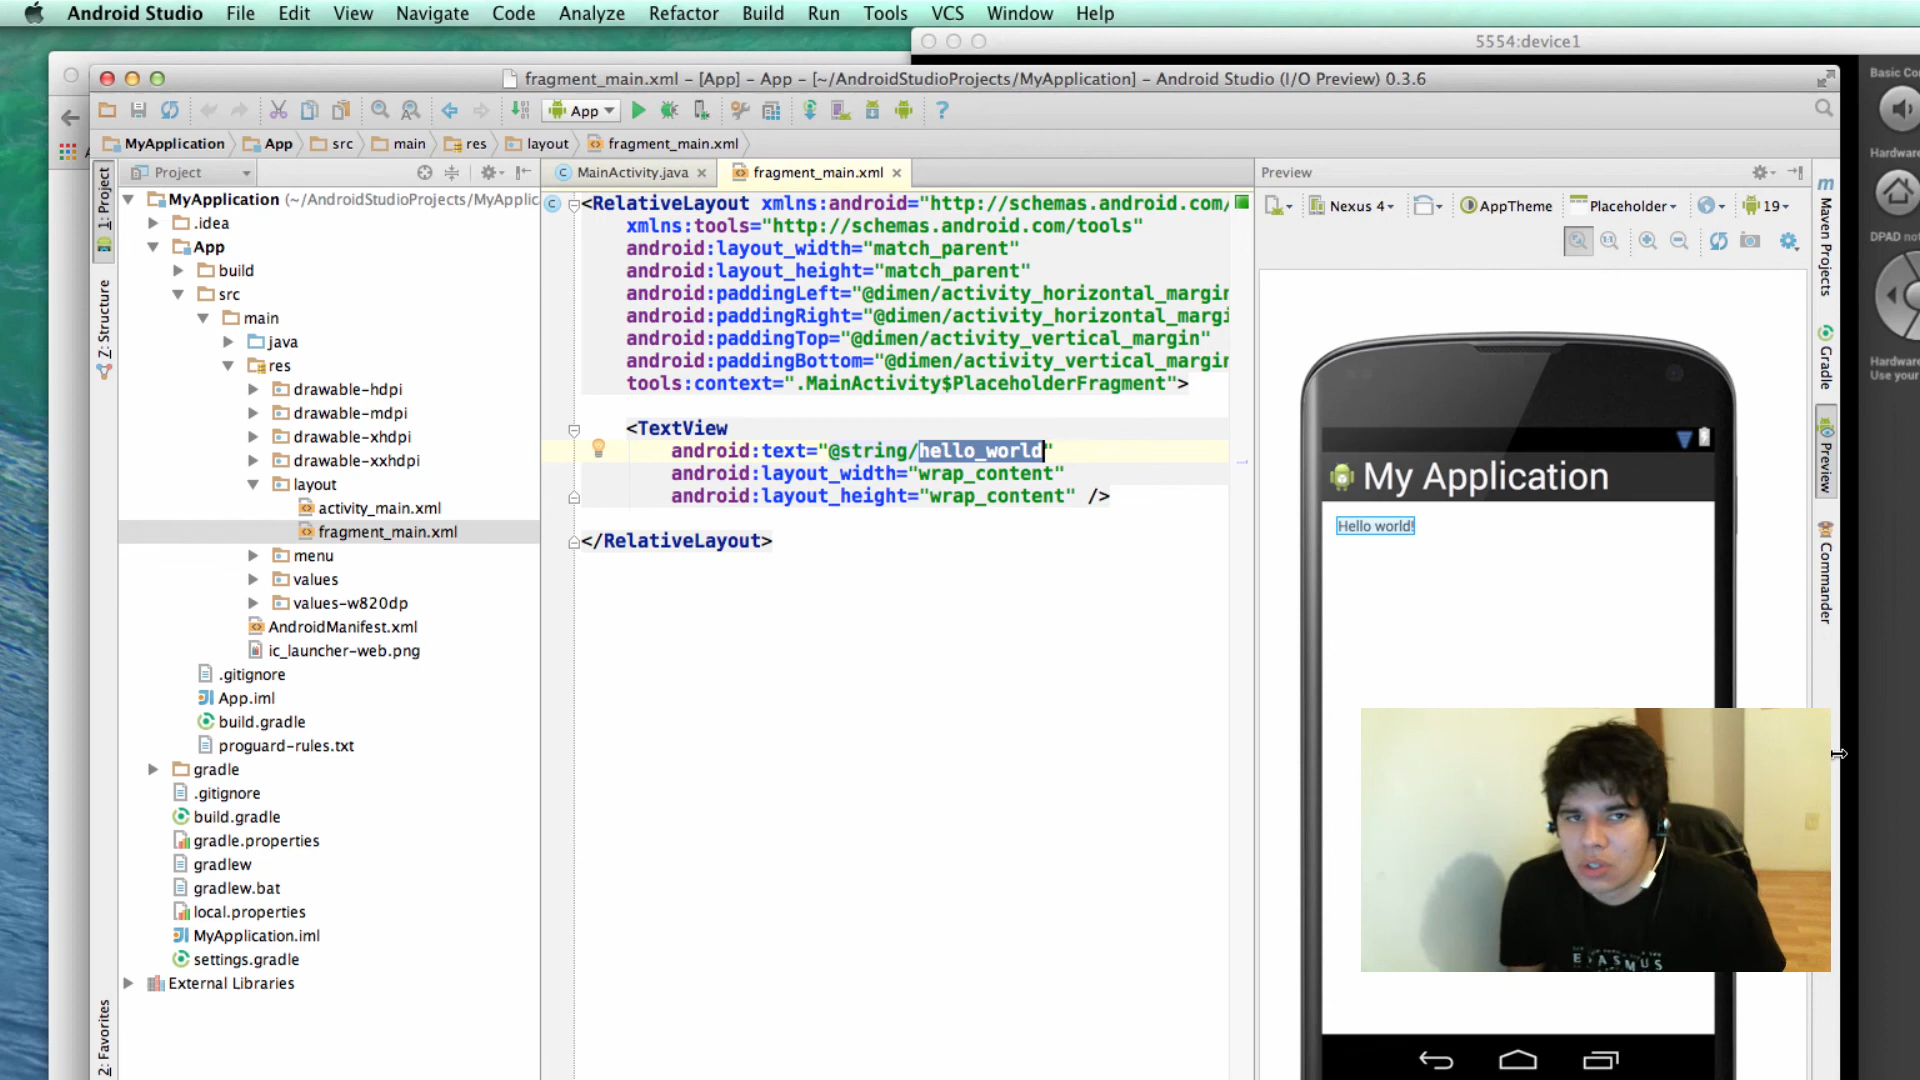 Android Studio File Edit View Navigate Code Analyze Refactor Build Run Tools VCS Window Help
5554:device1
fragment_main.xml – [App] – App – [~/AndroidStudioProjects/MyApplication] – Android Studio (I/O Preview) 0.3.6
Basic Co
App
Hardware
MyApplication App src main res layout fragment_main.xml
Project
MainActivity.java
fragment_main.xml
Preview
1: Project
Z: Structure
2: Favorites
MyApplication (~/AndroidStudioProjects/MyApplic
.idea
App
build
src
main
java
res
drawable-hdpi
drawable-mdpi
drawable-xhdpi
drawable-xxhdpi
layout
activity_main.xml
fragment_main.xml
menu
values
values-w820dp
AndroidManifest.xml
ic_launcher-web.png
.gitignore
App.iml
build.gradle
proguard-rules.txt
gradle
.gitignore
build.gradle
gradle.properties
gradlew
gradlew.bat
local.properties
MyApplication.iml
settings.gradle
External Libraries
<RelativeLayout xmlns:android="http://schemas.android.com/
xmlns:tools="http://schemas.android.com/tools"
android:layout_width="match_parent"
android:layout_height="match_parent"
android:paddingLeft="@dimen/activity_horizontal_margin
android:paddingRight="@dimen/activity_horizontal_margi
android:paddingTop="@dimen/activity_vertical_margin"
android:paddingBottom="@dimen/activity_vertical_margin
tools:context=".MainActivity$PlaceholderFragment">
<TextView
android:text="@string/hello_world"
android:layout_width="wrap_content"
android:layout_height="wrap_content" />
</RelativeLayout>
Nexus 4 AppTheme Placeholder 19
My Application
Hello world!
Maven Projects
Gradle
Preview
Commander
DPAD not
Hardware
Use your
ERASMUS